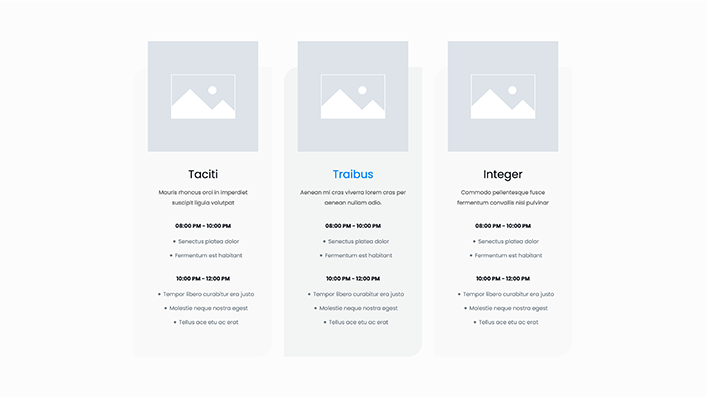 Taciti
Mauris rhoncus orci in imperdiet
suscipit ligula volutpat
08:00 PM - 10:00 PM
Senectus platea dolor
Fermentum est habitant
10:00 PM - 12:00 PM
Tempor libero curabitur era justo
Molestie neque nostra egest
Tellus ace etu ac erat
Traibus
Aenean mi cras viverra lorem cras per
aenean nullam odio.
08:00 PM - 10:00 PM
Senectus platea dolor
Fermentum est habitant
10:00 PM - 12:00 PM
Tempor libero curabitur era justo
Molestie neque nostra egest
Tellus ace etu ac erat
Integer
Commodo pellentesque fusce
fermentum convallis nisi pulvinar
08:00 PM - 10:00 PM
Senectus platea dolor
Fermentum est habitant
10:00 PM - 12:00 PM
Tempor libero curabitur era justo
Molestie neque nostra egest
Tellus ace etu ac erat